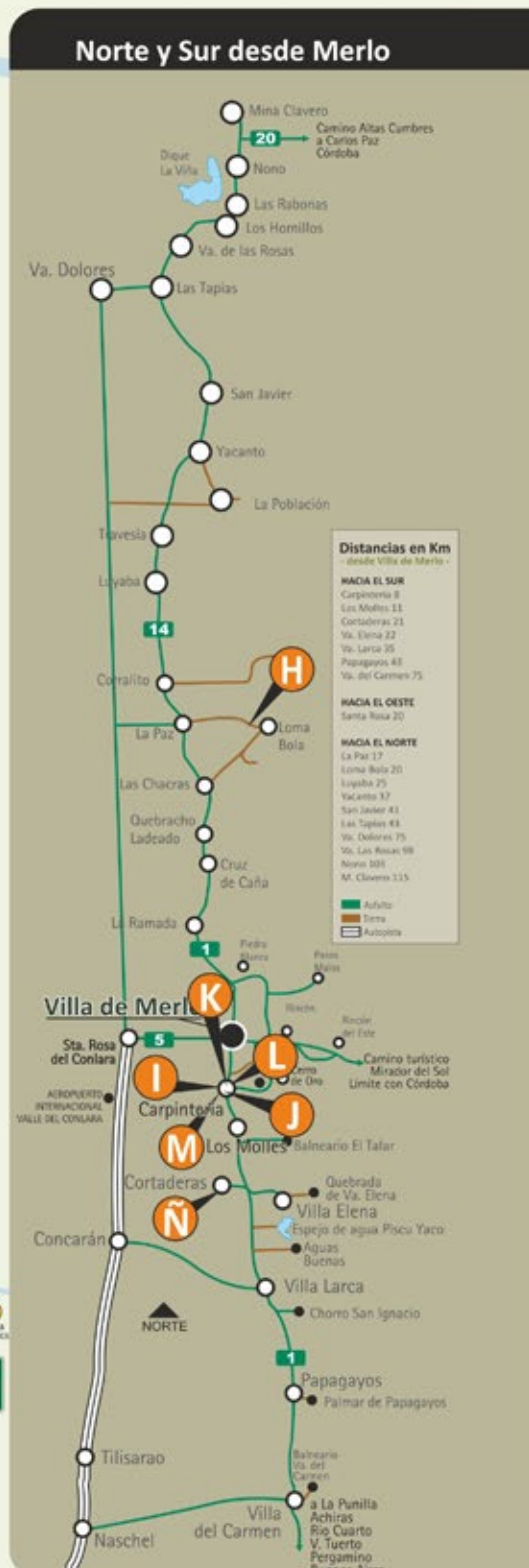 Norte y Sur desde Merlo
Mina Clavero
20
Camino Altas Cumbres
a Carlos Paz
Córdoba
Dique
La Viña
Nono
Las Rabonas
Los Hornillos
Va. de las Rosas
Va. Dolores
Las Tapias
San Javier
Yacanto
La Población
Travesía
Luyaba
14
Corralito
H
La Paz
Loma
Bola
Las Chacras
Quebracho
Ladeado
Cruz
de Caña
La Ramada
1
Piedra
Blanca
Pasos
Malos
K
Villa de Merlo
Rincón
Rincón
del Este
Sta. Rosa
del Conlara
5
L
Cerro
de Oro
Camino turístico
Mirador del Sol
Limite con Córdoba
I
AEROPUERTO
INTERNACIONAL
VALLE DEL CONLARA
Carpintería
J
M
Los Molles
Balneario El Talar
Cortaderas
Quebrada
de Va. Elena
Villa Elena
Ñ
Espejo de agua Piscu Yaco
Concarán
Aguas
Buenas
Villa Larca
NORTE
Chorro San Ignacio
1
Papagayos
Palmar de Papagayos
Tilisarao
Balneario
Va. del
Carmen
Villa
del Carmen
a La Punilla
Achiras
Rio Cuarto
V. Tuerto
Pergamino
Naschel
Distancias en Km
- desde Villa de Merlo -
HACIA EL SUR
Carpintería 8
Los Molles 11
Cortaderas 21
Va. Elena 22
Va. Larca 35
Papagayos 43
Va. del Carmen 75
HACIA EL OESTE
Santa Rosa 20
HACIA EL NORTE
La Paz 17
Loma Bola 20
Luyaba 25
Yacanto 37
San Javier 41
Las Tapias 43
Va. Dolores 75
Va. Las Rosas 98
Nono 103
M. Clavero 115
Asfalto
Tierra
Autopista